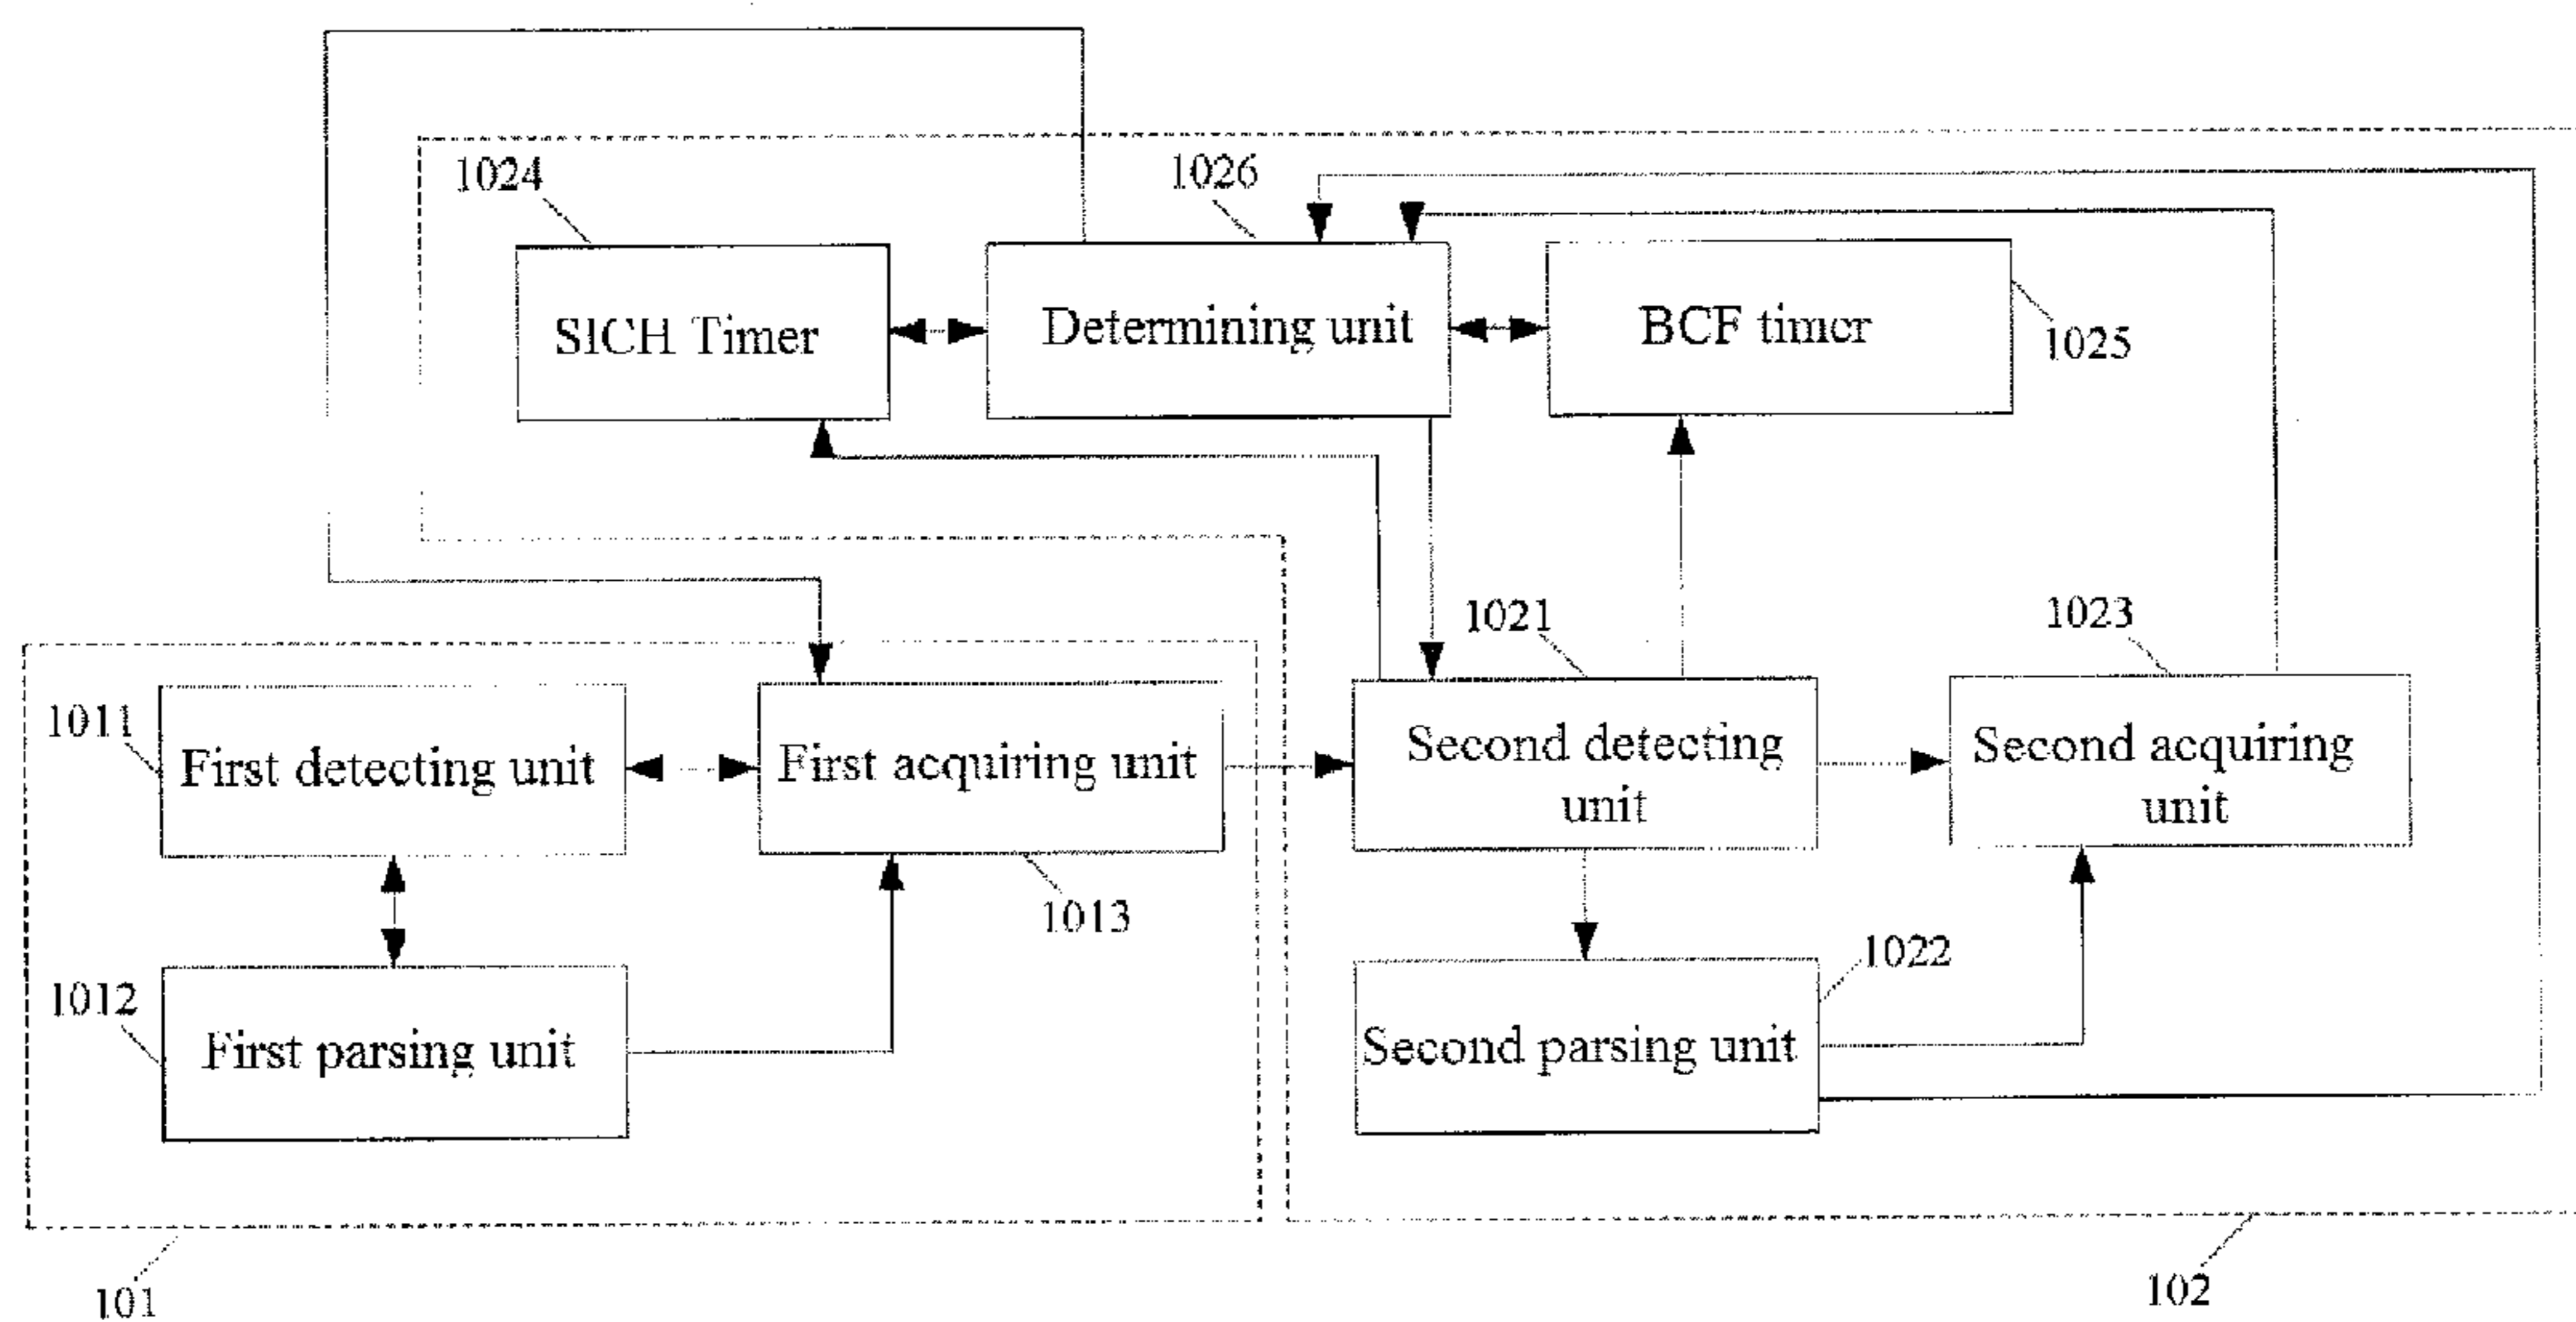 1024
1026
SICH Timer
Determining unit
BCF timer
1025
1021
1023
1011
First detecting unit
First acquiring unit
Second detecting
unit
Second acquiring
unit
1013
1022
1012
First parsing unit
Second parsing unit
101
102